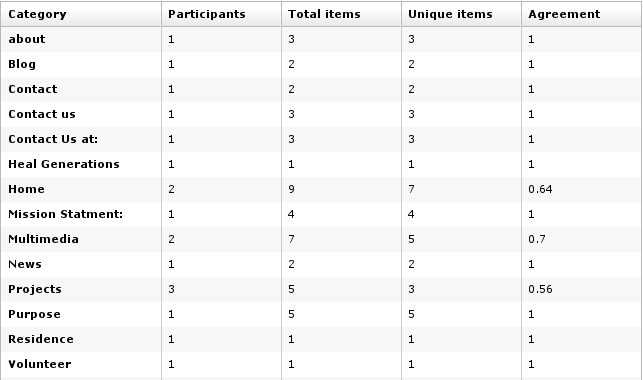 Category Participants Total items Unique items Agreement
about 1 3 3 1
Blog 1 2 2 1
Contact 1 2 2 1
Contact us 1 3 3 1
Contact Us at: 1 3 3 1
Heal Generations 1 1 1 1
Home 2 9 7 0.64
Mission Statment: 1 4 4 1
Multimedia 2 7 5 0.7
News 1 2 2 1
Projects 3 5 3 0.56
Purpose 1 5 5 1
Residence 1 1 1 1
Volunteer 1 1 1 1